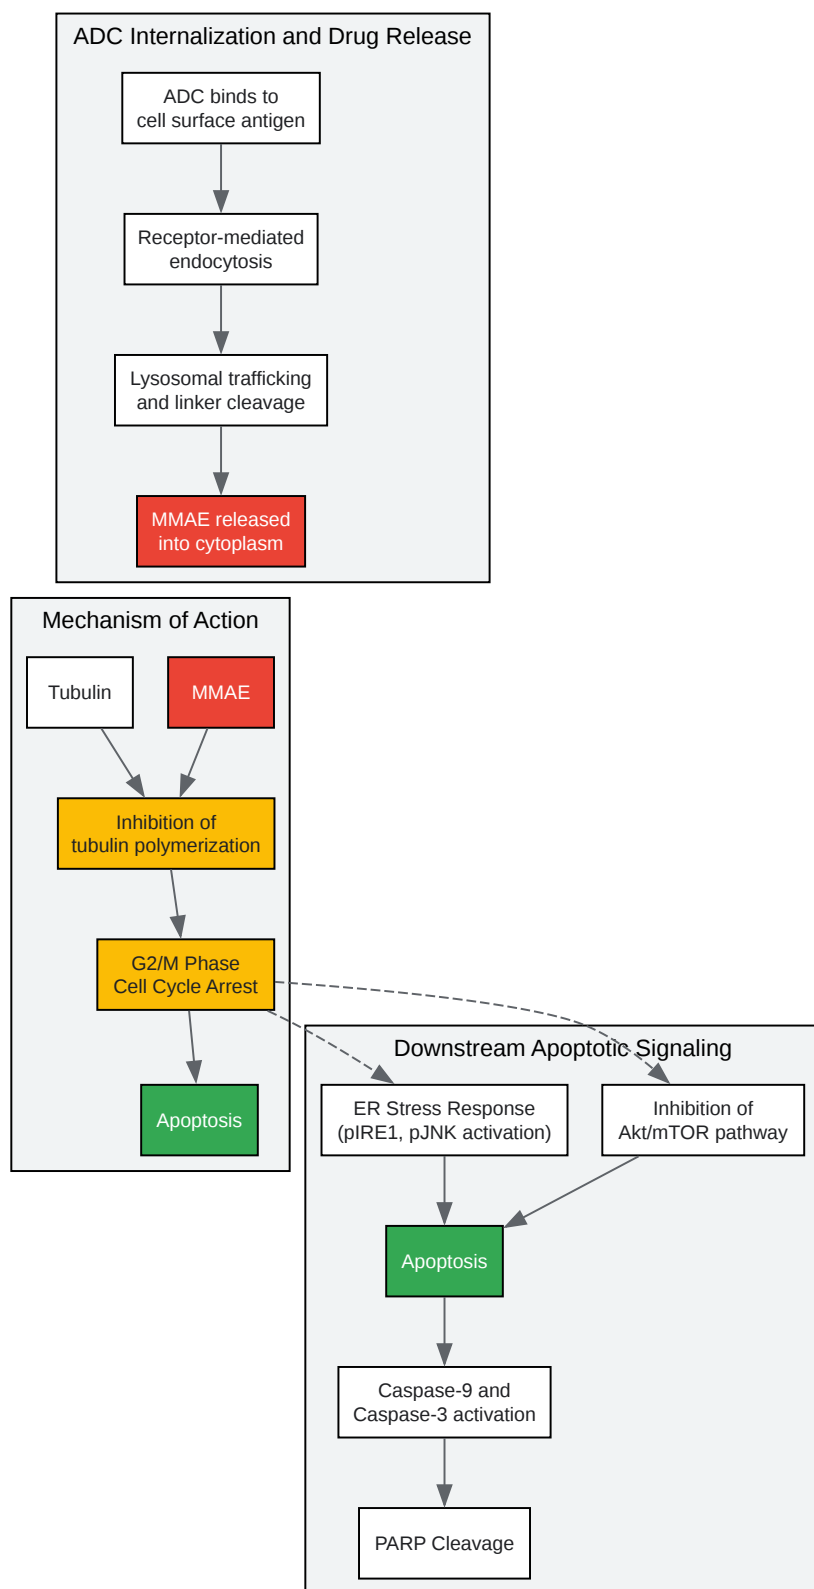 ADC Internalization and Drug Release
ADC binds to
cell surface antigen
Receptor-mediated
endocytosis
Lysosomal trafficking
and linker cleavage
MMAE released
into cytoplasm
Mechanism of Action
Tubulin
MMAE
Inhibition of
tubulin polymerization
G2/M Phase
Cell Cycle Arrest
Apoptosis
Downstream Apoptotic Signaling
ER Stress Response
(pIRE1, pJNK activation)
Inhibition of
Akt/mTOR pathway
Apoptosis
Caspase-9 and
Caspase-3 activation
PARP Cleavage